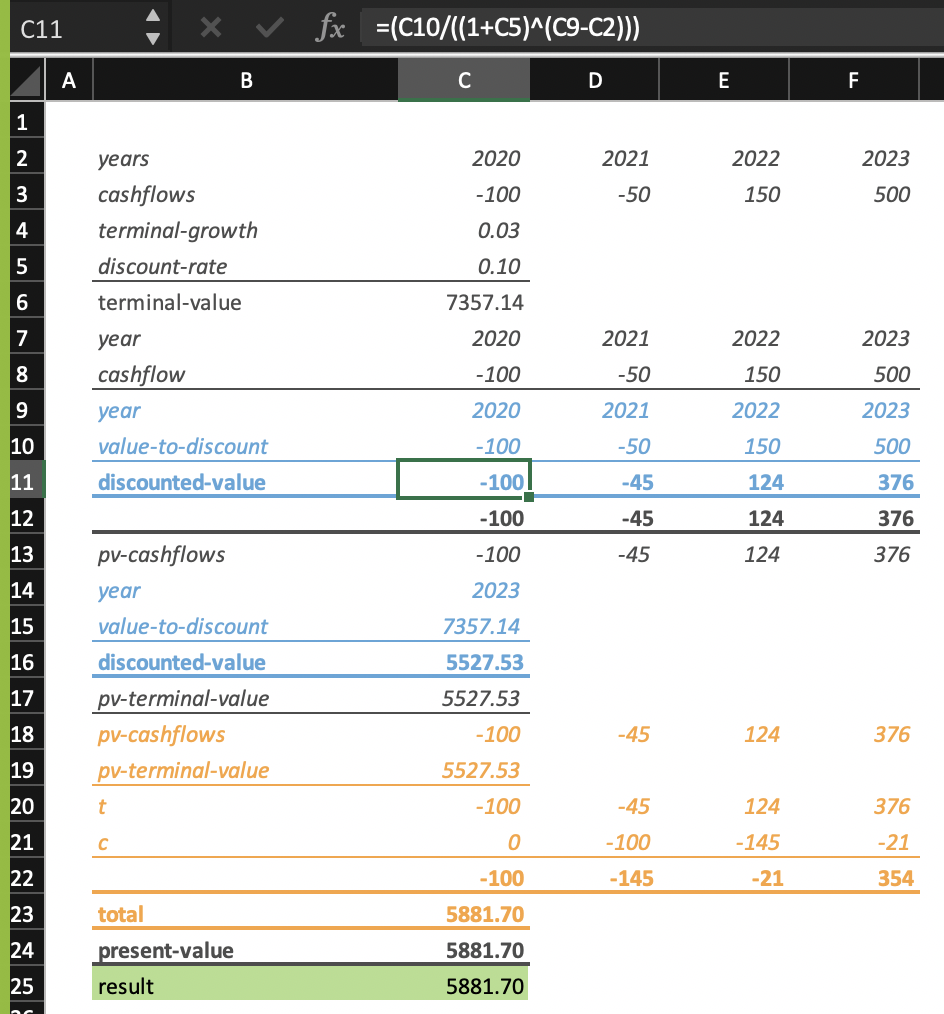 C11 fx =(C10/((1+C5)^(C9-C2)))
A B C D E F
1
2 years 2020 2021 2022 2023
3 cashflows -100 -50 150 500
4 terminal-growth 0.03
5 discount-rate 0.10
6 terminal-value 7357.14
7 year 2020 2021 2022 2023
8 cashflow -100 -50 150 500
9 year 2020 2021 2022 2023
10 value-to-discount -100 -50 150 500
11 discounted-value -100 -45 124 376
12 -100 -45 124 376
13 pv-cashflows -100 -45 124 376
14 year 2023
15 value-to-discount 7357.14
16 discounted-value 5527.53
17 pv-terminal-value 5527.53
18 pv-cashflows -100 -45 124 376
19 pv-terminal-value 5527.53
20 t -100 -45 124 376
21 c 0 -100 -145 -21
22 -100 -145 -21 354
23 total 5881.70
24 present-value 5881.70
25 result 5881.70